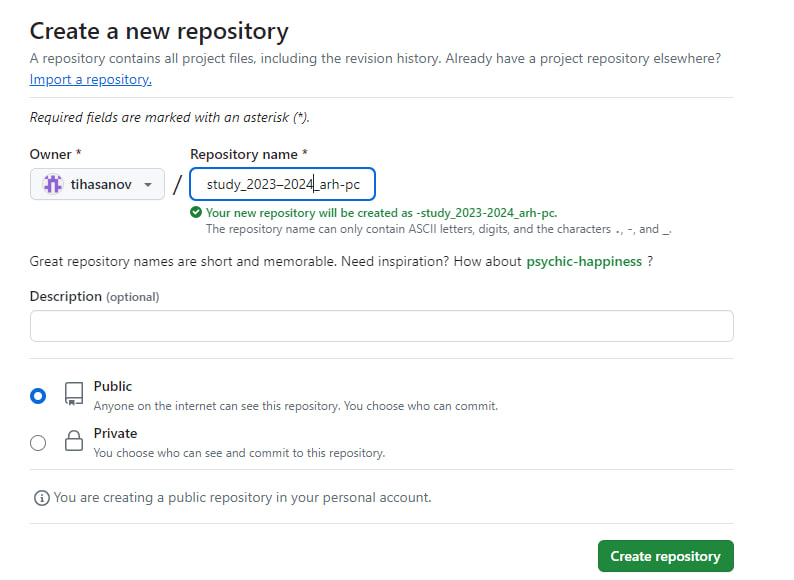 Create a new repository
A repository contains all project files, including the revision history. Already have a project repository elsewhere?
Import a repository.
Required fields are marked with an asterisk (*).
Owner * Repository name *
tihasanov / study_2023–2024_arh-pc
Your new repository will be created as -study_2023-2024_arh-pc.
The repository name can only contain ASCII letters, digits, and the characters ., -, and _.
Great repository names are short and memorable. Need inspiration? How about psychic-happiness ?
Description (optional)
Public
Anyone on the internet can see this repository. You choose who can commit.
Private
You choose who can see and commit to this repository.
You are creating a public repository in your personal account.
Create repository